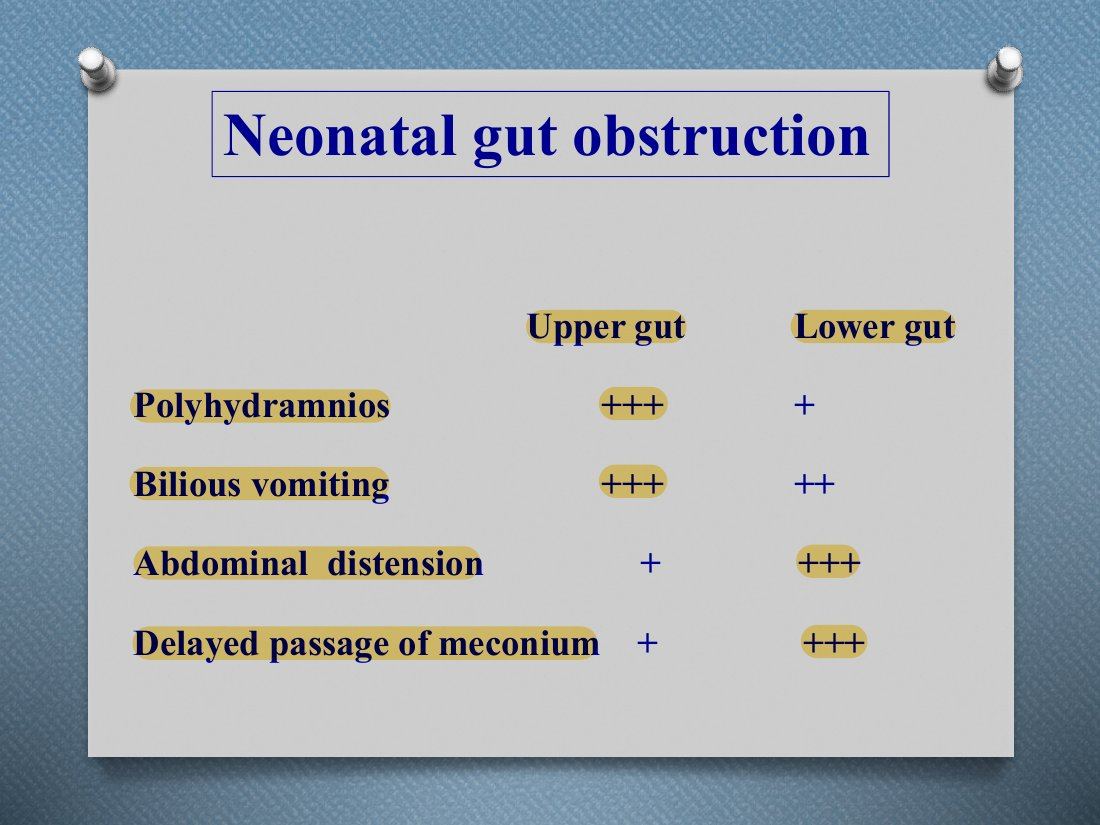 Neonatal gut obstruction
Upper gut Lower gut
Polyhydramnios +++ +
Bilious vomiting +++ ++
Abdominal distension + +++
Delayed passage of meconium + +++